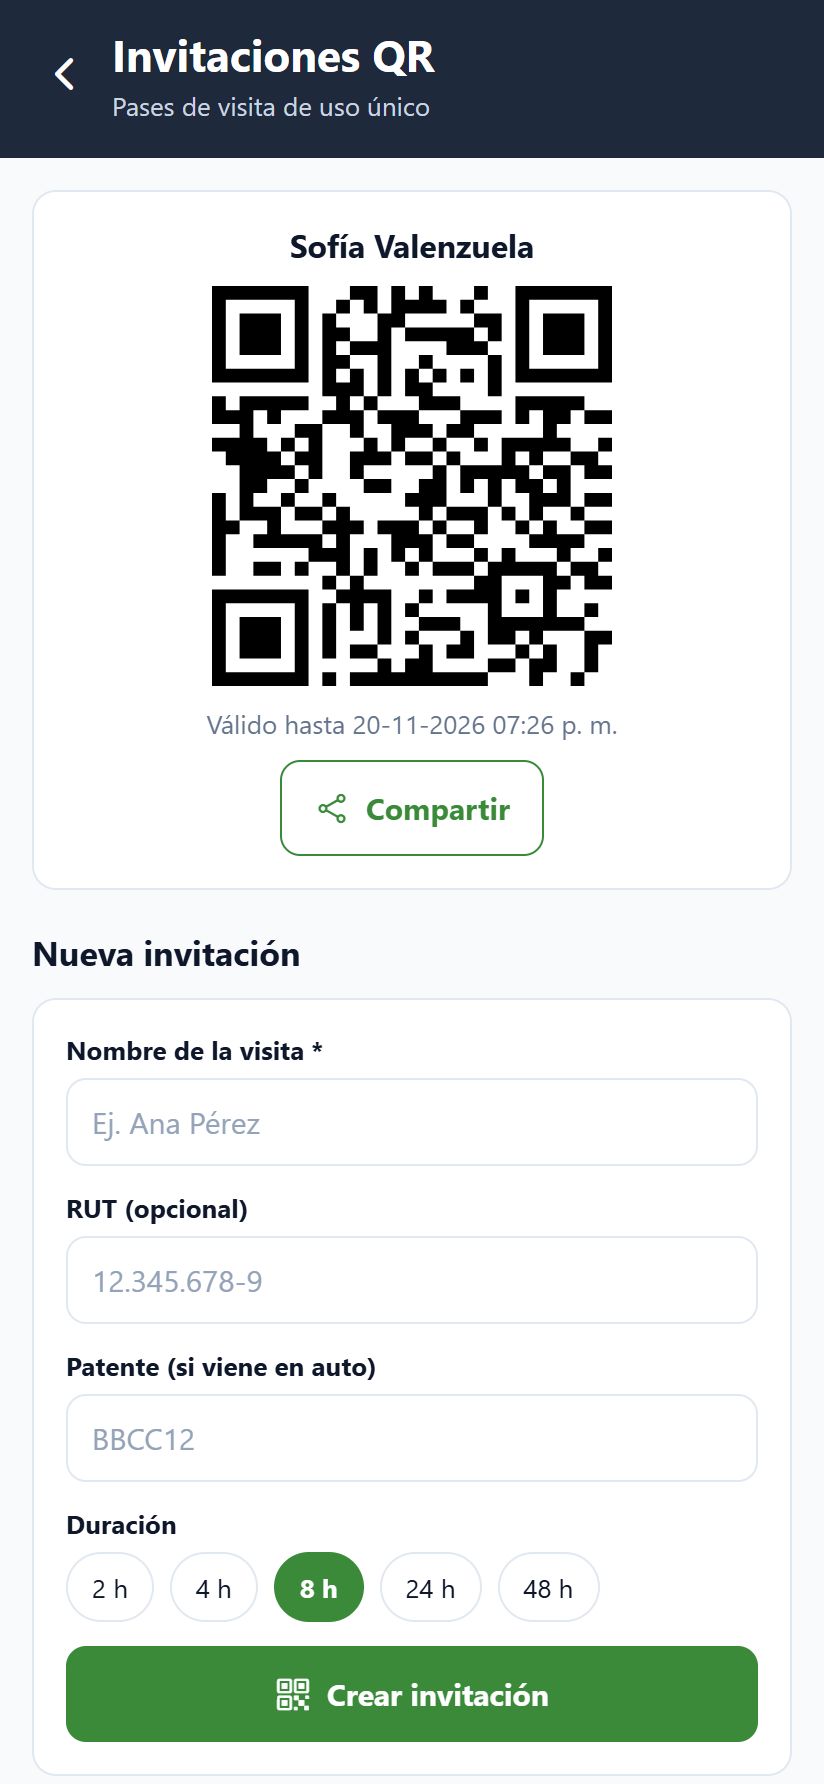 Invitaciones QR
Pases de visita de uso único
Sofía Valenzuela
Válido hasta 20-11-2026 07:26 p. m.
Compartir
Nueva invitación
Nombre de la visita *
Ej. Ana Pérez
RUT (opcional)
12.345.678-9
Patente (si viene en auto)
BBCC12
Duración
2 h 4 h 8 h 24 h 48 h
Crear invitación